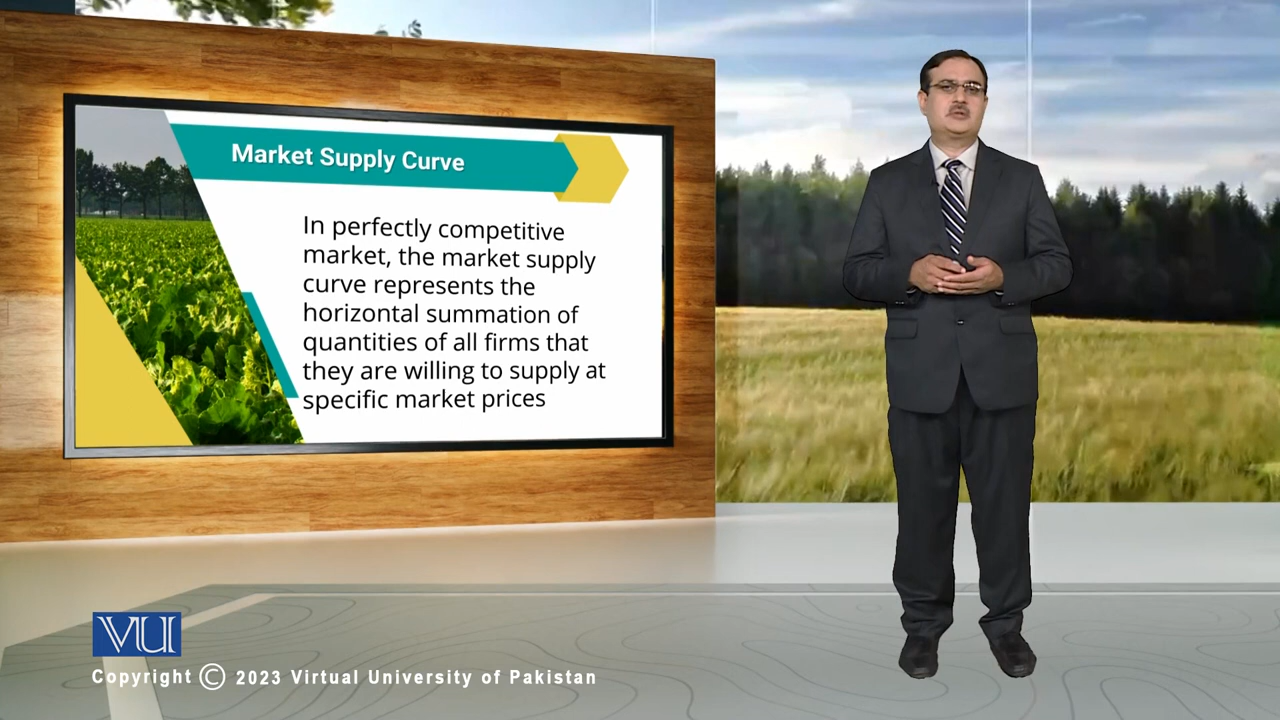 Market Supply Curve
In perfectly competitive
market, the market supply
curve represents the
horizontal summation of
quantities of all firms that
they are willing to supply at
specific market prices
VU
Copyright © 2023 Virtual University of Pakistan